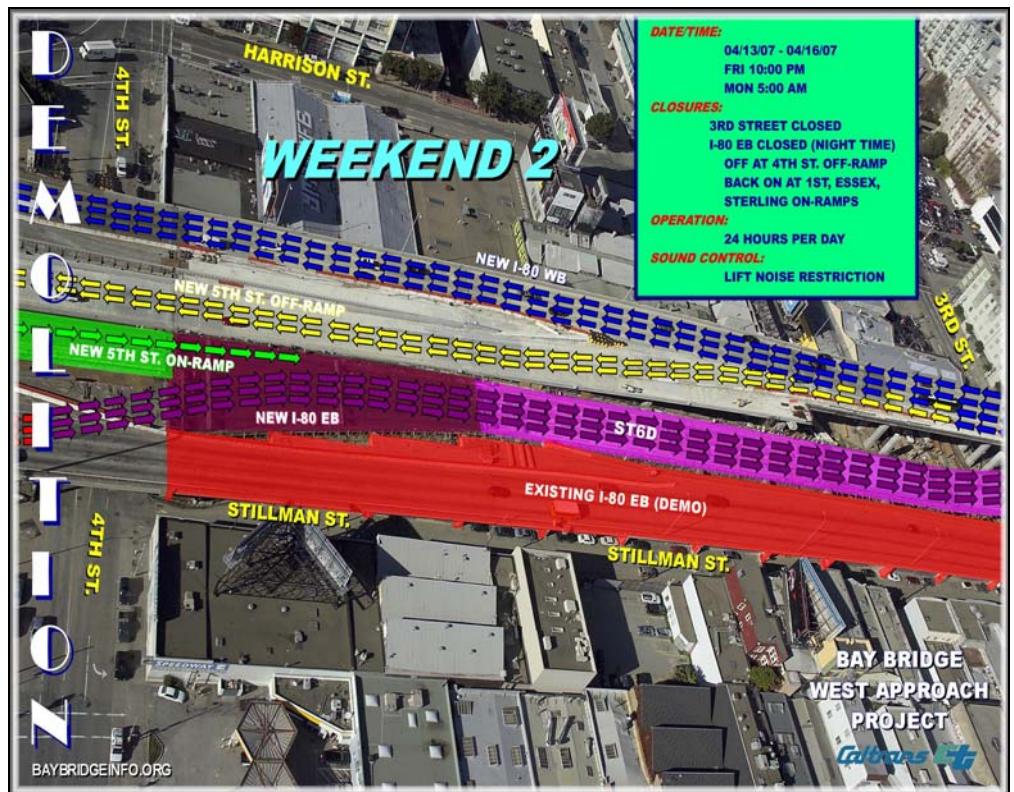 DEMOLITION
4TH ST.
HARRISON ST.
WEEKEND 2
DATE/TIME:
04/13/07 - 04/16/07
FRI 10:00 PM
MON 5:00 AM
CLOSURES:
3RD STREET CLOSED
I-80 EB CLOSED (NIGHT TIME)
OFF AT 4TH ST. OFF-RAMP
BACK ON AT 1ST, ESSEX,
STERLING ON-RAMPS
OPERATION:
24 HOURS PER DAY
SOUND CONTROL:
LIFT NOISE RESTRICTION
NEW I-80 WB
3RD ST
NEW 5TH ST. OFF-RAMP
NEW 5TH ST. ON-RAMP
NEW I-80 EB
ST6D
EXISTING I-80 EB (DEMO)
STILLMAN ST.
STILLMAN ST.
4TH ST.
SPEEDWAY
BAY BRIDGE
WEST APPROACH
PROJECT
Caltrans
BAYBRIDGEINFO.ORG